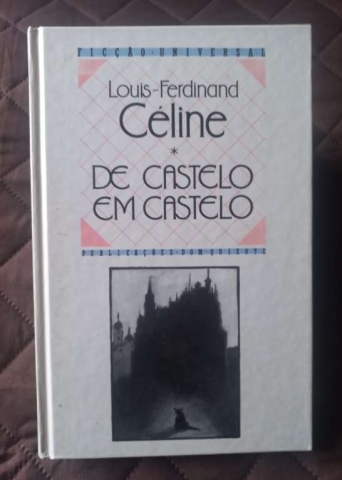 FICÇÃO·UNIVERSAL
Louis-Ferdinand
Céline
*
DE CASTELO
EM CASTELO
PUBLICAÇÕES·DOM·QUIXOTE